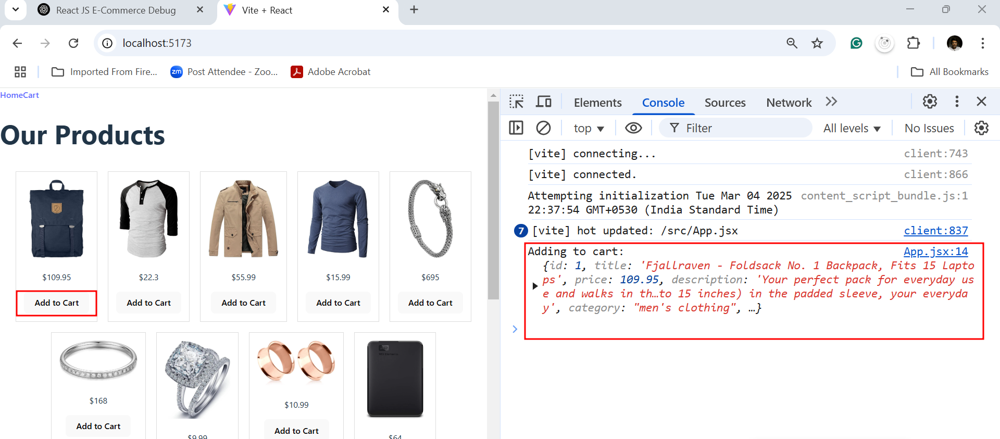 React JS E-Commerce Debug
Vite + React
localhost:5173
Imported From Fire...
zm
Post Attendee - Zoo...
Adobe Acrobat
All Bookmarks
HomeCart
Our Products
$109.95
$22.3
$55.99
$15.99
$695
Add to Cart
Add to Cart
Add to Cart
Add to Cart
Add to Cart
$168
Add to Cart
$9.99
$10.99
Add to Cart
$64
Elements
Console
Sources
Network
top
Filter
All levels
No Issues
[vite] connecting... client:743
[vite] connected. client:866
Attempting initialization Tue Mar 04 2025 content_script_bundle.js:1
22:37:54 GMT+0530 (India Standard Time)
7 [vite] hot updated: /src/App.jsx client:837
Adding to cart: App.jsx:14
{id: 1, title: 'Fjallraven - Foldsack No. 1 Backpack, Fits 15 Lapto
ps', price: 109.95, description: 'Your perfect pack for everyday us
e and walks in th…to 15 inches) in the padded sleeve, your everyda
y', category: "men's clothing", …}